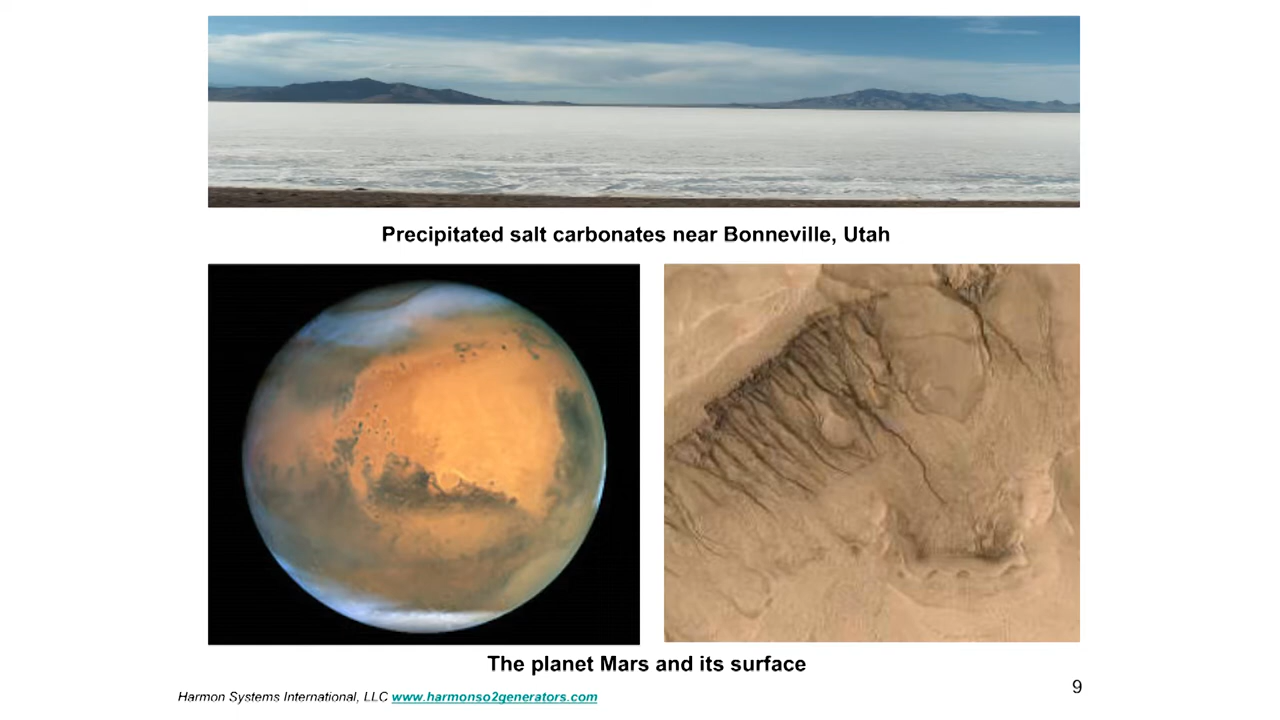 Precipitated salt carbonates near Bonneville, Utah
The planet Mars and its surface
Harmon Systems International, LLC www.harmonso2generators.com
9